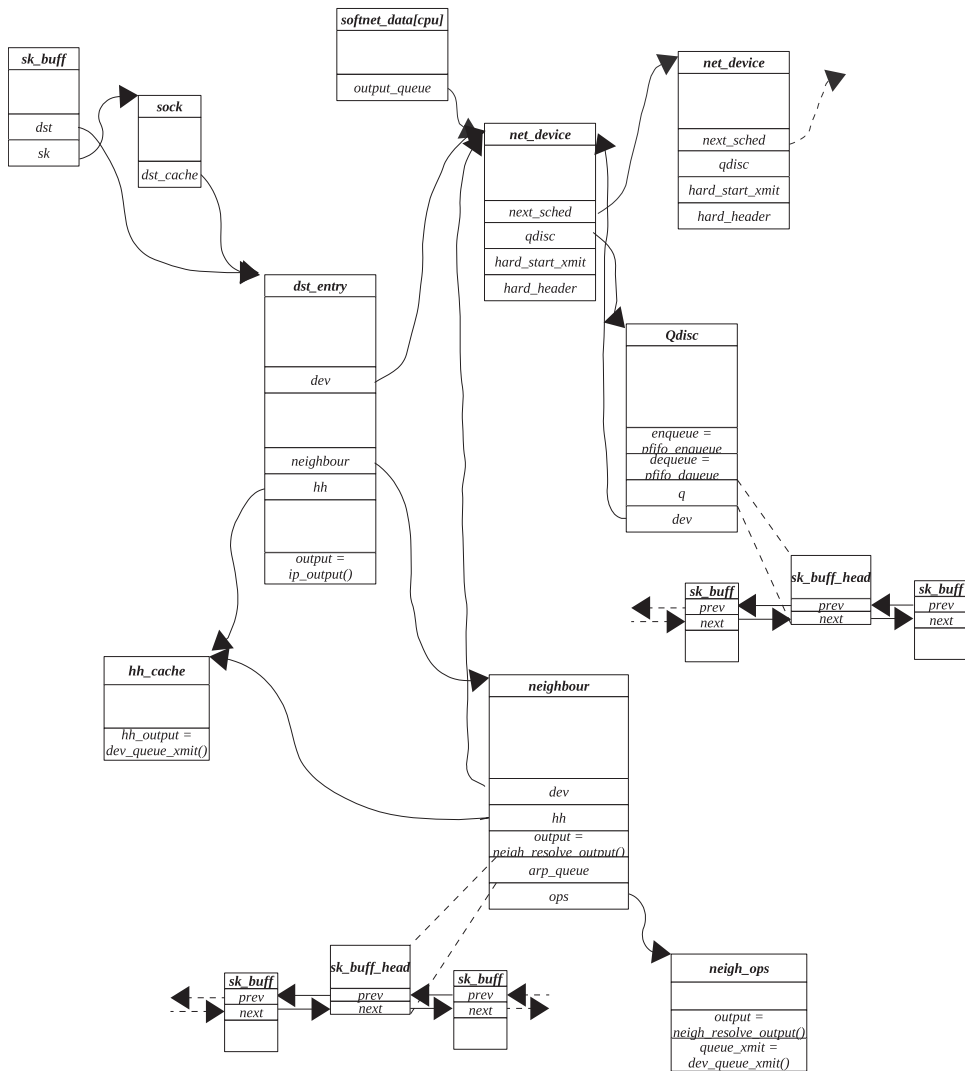 softnet_data[cpu]
output_queue
sk_buff
dst
sk
sock
dst_cache
net_device
next_sched
qdisc
hard_start_xmit
hard_header
net_device
next_sched
qdisc
hard_start_xmit
hard_header
dst_entry
dev
neighbour
hh
output =
ip_output()
Qdisc
enqueue =
pfifo_enqueue
dequeue =
pfifo_dqueue
q
dev
sk_buff
prev
next
sk_buff_head
prev
next
sk_buff
prev
next
hh_cache
hh_output =
dev_queue_xmit()
neighbour
dev
hh
output =
neigh_resolve_output()
arp_queue
ops
sk_buff
prev
next
sk_buff_head
prev
next
sk_buff
prev
next
neigh_ops
output =
neigh_resolve_output()
queue_xmit =
dev_queue_xmit()